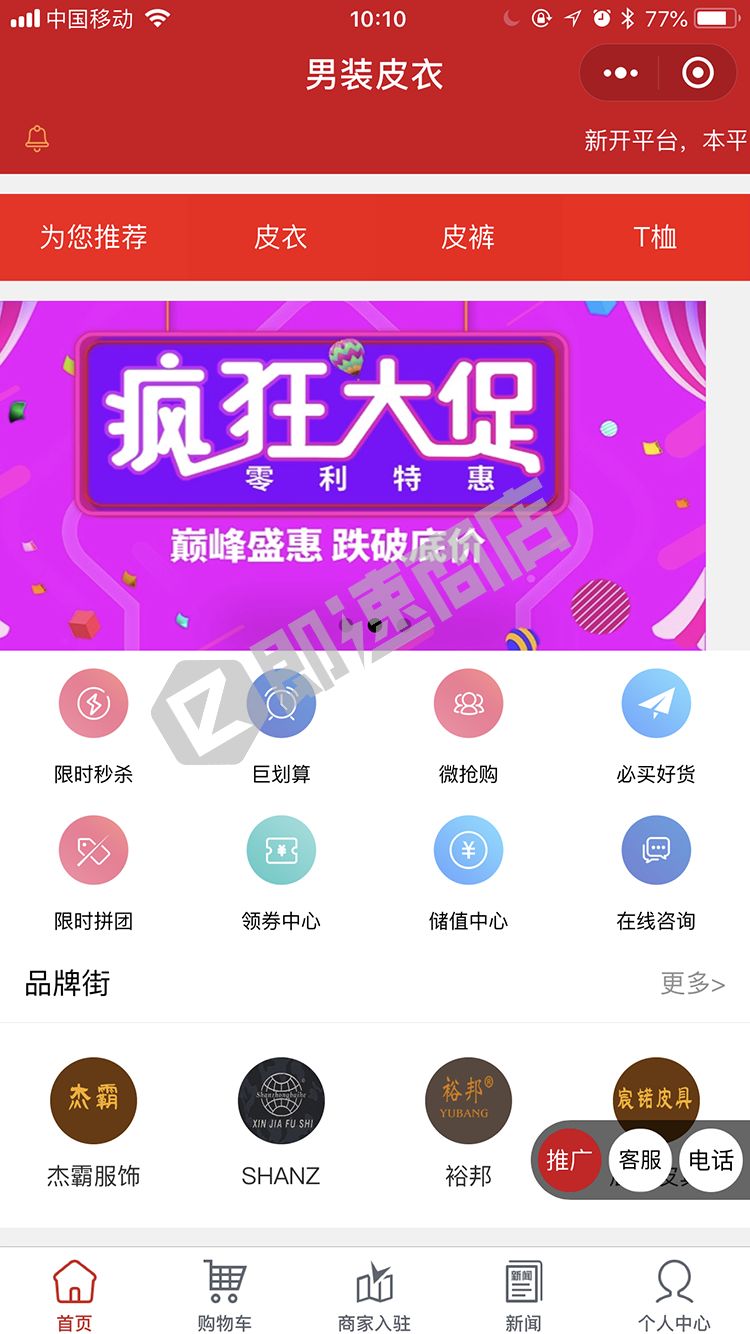 中国移动
10:10
77%
男装皮衣
新开平台，本平
为您推荐 皮衣 皮裤 T桖
疯狂大促
零利特惠
巅峰盛惠 跌破底价
即速商店
限时秒杀 巨划算 微抢购 必买好货
¥ ¥
限时拼团 领券中心 储值中心 在线咨询
品牌街 更多>
杰霸 Shanzhongbaihe XIN JIA FU SHI 裕邦® YUBANG 宸锘皮具
杰霸服饰 SHANZ 裕邦
推广 客服 电话
新闻
首页 购物车 商家入驻 新闻 个人中心